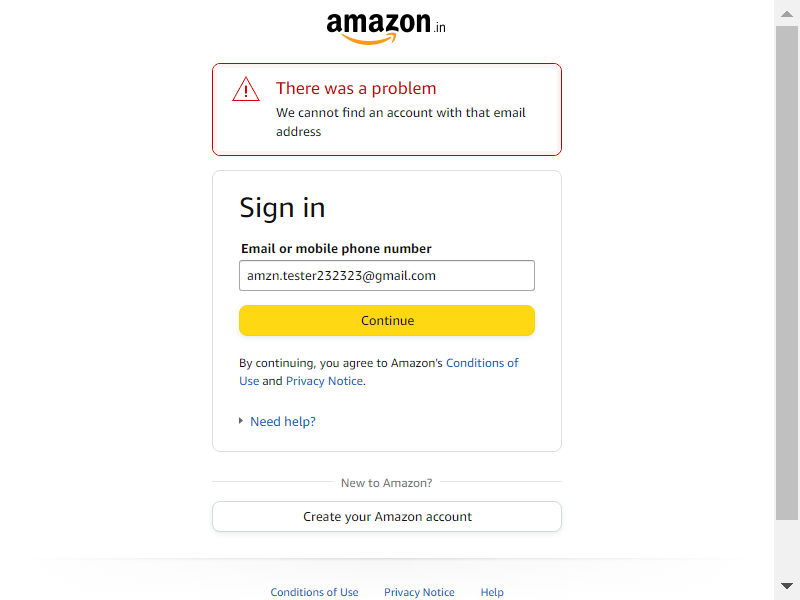 amazon.in
There was a problem
We cannot find an account with that email
address
Sign in
Email or mobile phone number
amzn.tester232323@gmail.com
Continue
By continuing, you agree to Amazon's Conditions of
Use and Privacy Notice.
Need help?
New to Amazon?
Create your Amazon account
Conditions of Use Privacy Notice Help